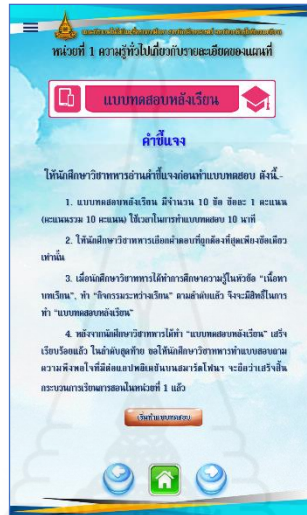 หน่วยที่ 1 ความรู้ทั่วไปเกี่ยวกับรายละเอียดของแผนที่
แบบทดสอบหลังเรียน
คำชี้แจง
ให้นักศึกษาวิชาทหารอ่านคำชี้แจงก่อนทำแบบทดสอบ ดังนี้.-
1. แบบทดสอบหลังเรียน มีจำนวน 10 ข้อ ข้อละ 1 คะแนน
(คะแนนรวม 10 คะแนน) ใช้เวลาในการทำแบบทดสอบ 10 นาที
2. ให้นักศึกษาวิชาทหารเลือกคำตอบที่ถูกต้องที่สุดเพียงข้อเดียว
เท่านั้น
3. เมื่อนักศึกษาวิชาทหารได้ทำการศึกษาความรู้ในหัวข้อ “เนื้อหา
บทเรียน”, ทำ “กิจกรรมระหว่างเรียน” ตามลำดับแล้ว จึงจะมีสิทธิ์ในการ
ทำ “แบบทดสอบหลังเรียน”
4. หลังจากนักศึกษาวิชาทหารได้ทำ “แบบทดสอบหลังเรียน” เสร็จ
เรียบร้อยแล้ว ในลำดับสุดท้าย ขอให้นักศึกษาวิชาทหารทำแบบสอบถาม
ความพึงพอใจที่มีต่อแอปพลิเคชันบนสมาร์ตโฟนฯ จะถือว่าเสร็จสิ้น
กระบวนการเรียนการสอนในหน่วยที่ 1 แล้ว
เริ่มทำแบบทดสอบ